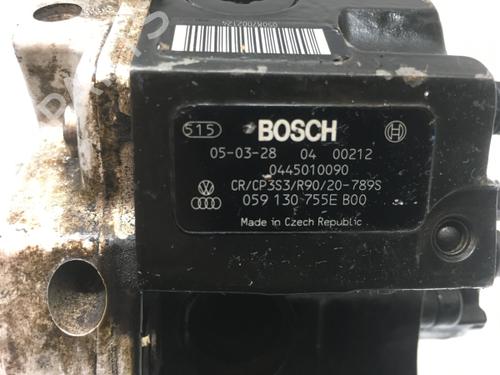 050K7002124
515 BOSCH
05-03-28 04 00212
0445010090
CR/CP3S3/R90/20-789S
059 130 755E B00
Made in Czech Republic